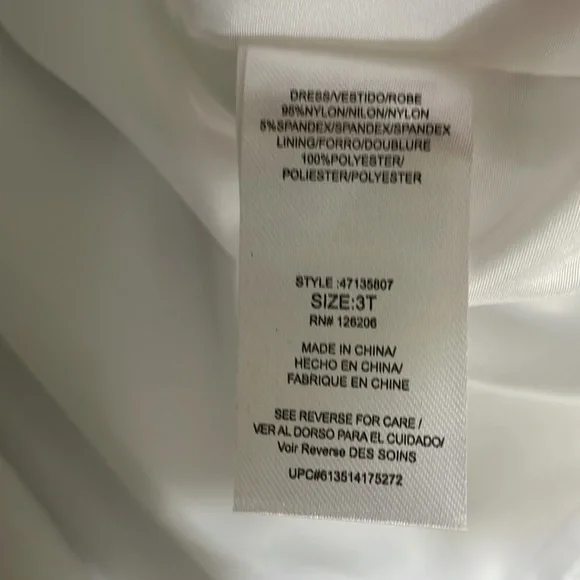 DRESS/VESTIDO/ROBE
95%NYLON/NILON/NYLON
5%SPANDEX/SPANDEX/SPANDEX
LINING/FORRO/DOUBLURE
100%POLYESTER/
POLIESTER/POLYESTER
STYLE :47135807
SIZE:3T
RN# 126206
MADE IN CHINA/
HECHO EN CHINA/
FABRIQUE EN CHINE
SEE REVERSE FOR CARE /
VER AL DORSO PARA EL CUIDADO/
Voir Reverse DES SOINS
UPC#613514175272